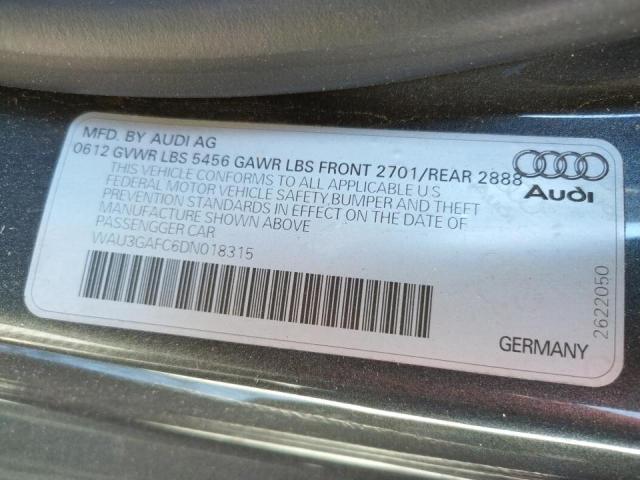 MFD. BY AUDI AG
0612 GVWR LBS 5456 GAWR LBS FRONT 2701/REAR 2888
THIS VEHICLE CONFORMS TO ALL APPLICABLE U.S
FEDERAL MOTOR VEHICLE SAFETY,BUMPER AND THEFT
PREVENTION STANDARDS IN EFFECT ON THE DATE OF
MANUFACTURE SHOWN ABOVE
PASSENGER CAR
WAU3GAFC6DN018315
Audi
GERMANY
2622050